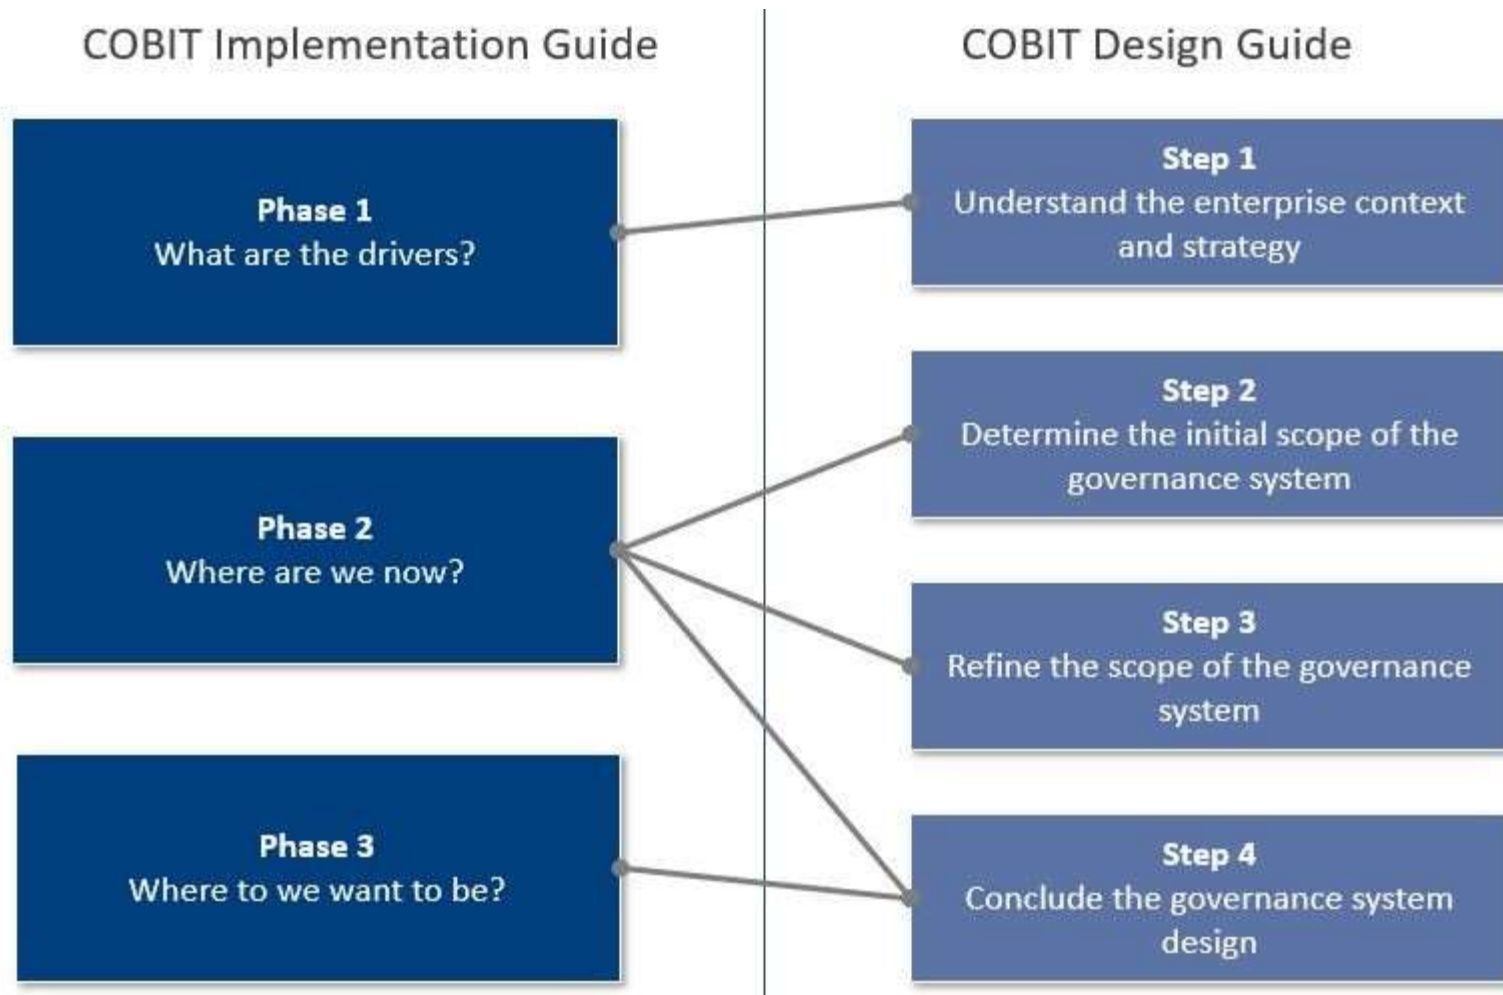 COBIT Implementation Guide
Phase 1
What are the drivers?
Phase 2
Where are we now?
Phase 3
Where to we want to be?
COBIT Design Guide
Step 1
Understand the enterprise context
and strategy
Step 2
Determine the initial scope of the
governance system
Step 3
Refine the scope of the governance
system
Step 4
Conclude the governance system
design